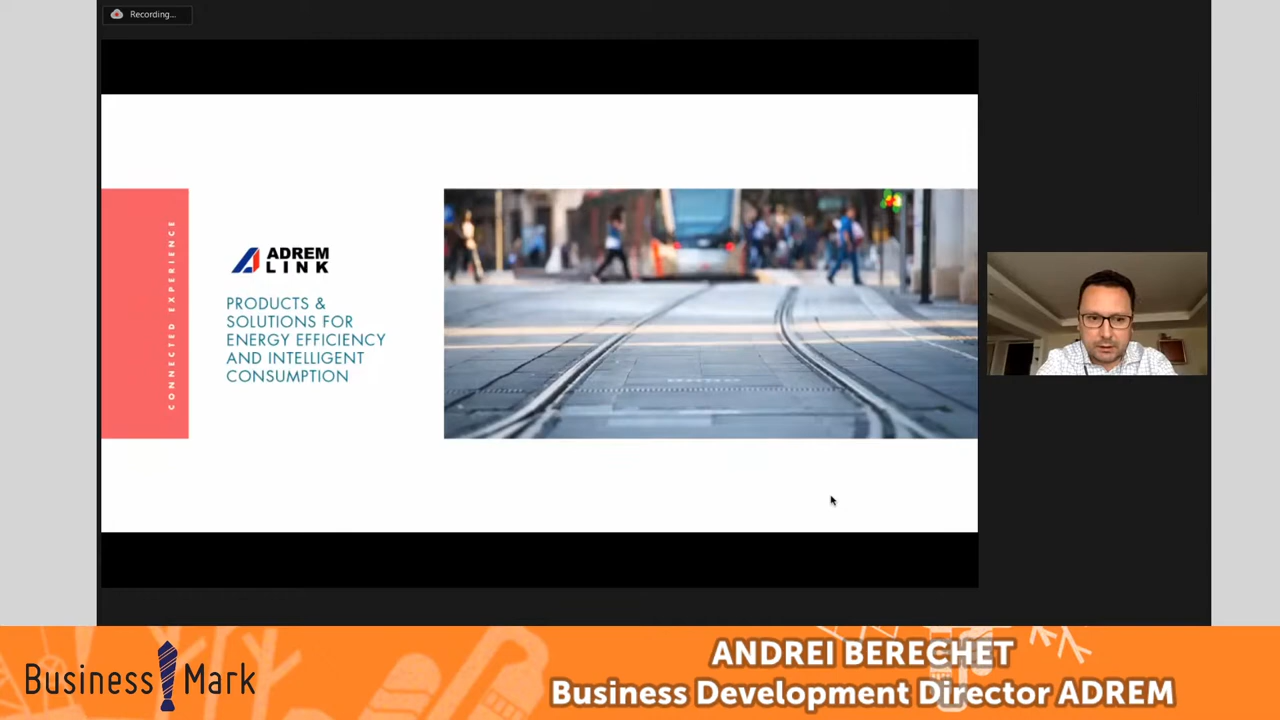 Recording...
CONNECTED EXPERIENCE
ADREM
LINK
PRODUCTS &
SOLUTIONS FOR
ENERGY EFFICIENCY
AND INTELLIGENT
CONSUMPTION
Business Mark
ANDREI BERECHET
Business Development Director ADREM